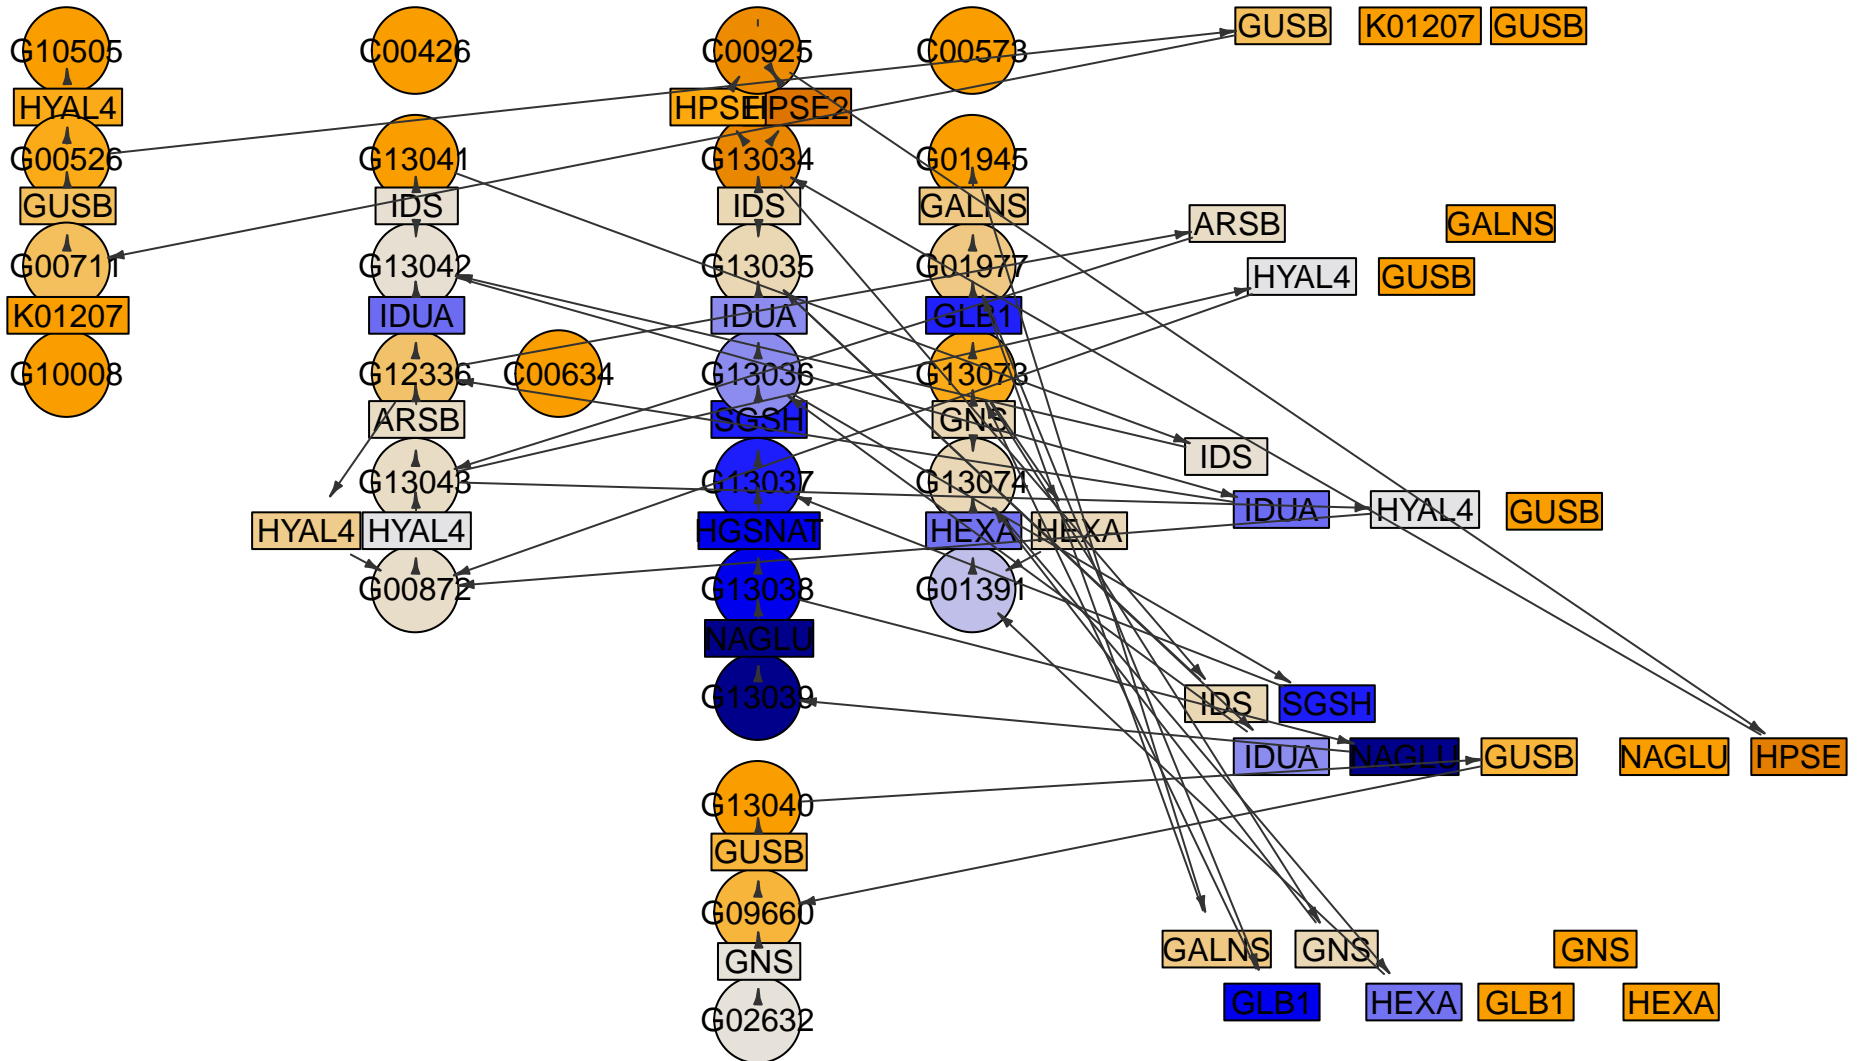 G10505 C00426 C00925 C00573 GUSB K01207 GUSB
HYAL4 HPSE HPSE2
G00526 G13041 G13034 G01945
GUSB IDS IDS GALNS ARSB GALNS
G00711 G13042 G13035 G01977 HYAL4 GUSB
K01207 IDUA IDUA GLB1
G10008 G12336 C00634 G13036 G13073
ARSB SGSH GNS
IDS
G13043 G13037 G13074
IDUA HYAL4 GUSB
HYAL4 HYAL4 HGSNAT HEXA HEXA
G00872 G13038 G01391
NAGLU
G13039 IDS SGSH
IDUA NAGLU GUSB NAGLU HPSE
G13040
GUSB
G09660
GNS GALNS GNS GNS
GLB1 HEXA GLB1 HEXA
G02632